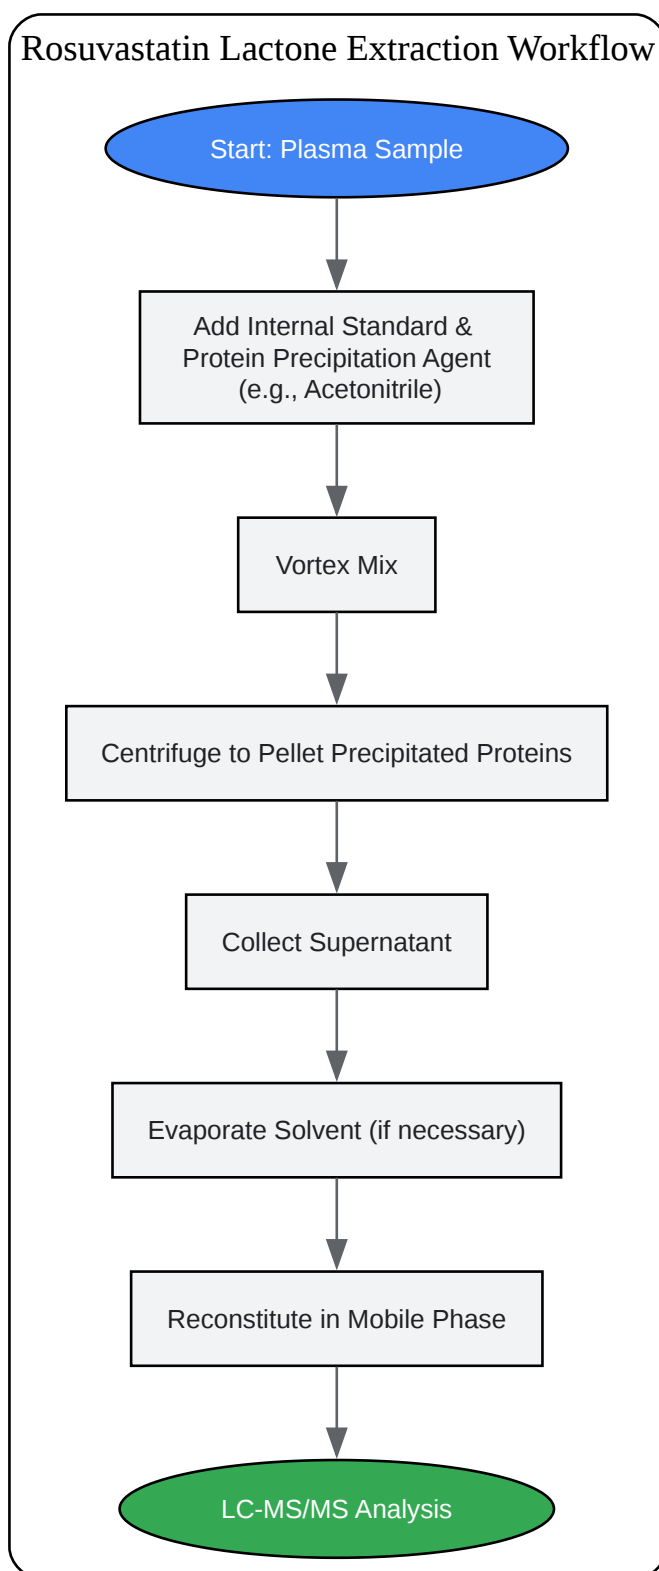 Rosuvastatin Lactone Extraction Workflow
Start: Plasma Sample
Add Internal Standard &
Protein Precipitation Agent
(e.g., Acetonitrile)
Vortex Mix
Centrifuge to Pellet Precipitated Proteins
Collect Supernatant
Evaporate Solvent (if necessary)
Reconstitute in Mobile Phase
LC-MS/MS Analysis